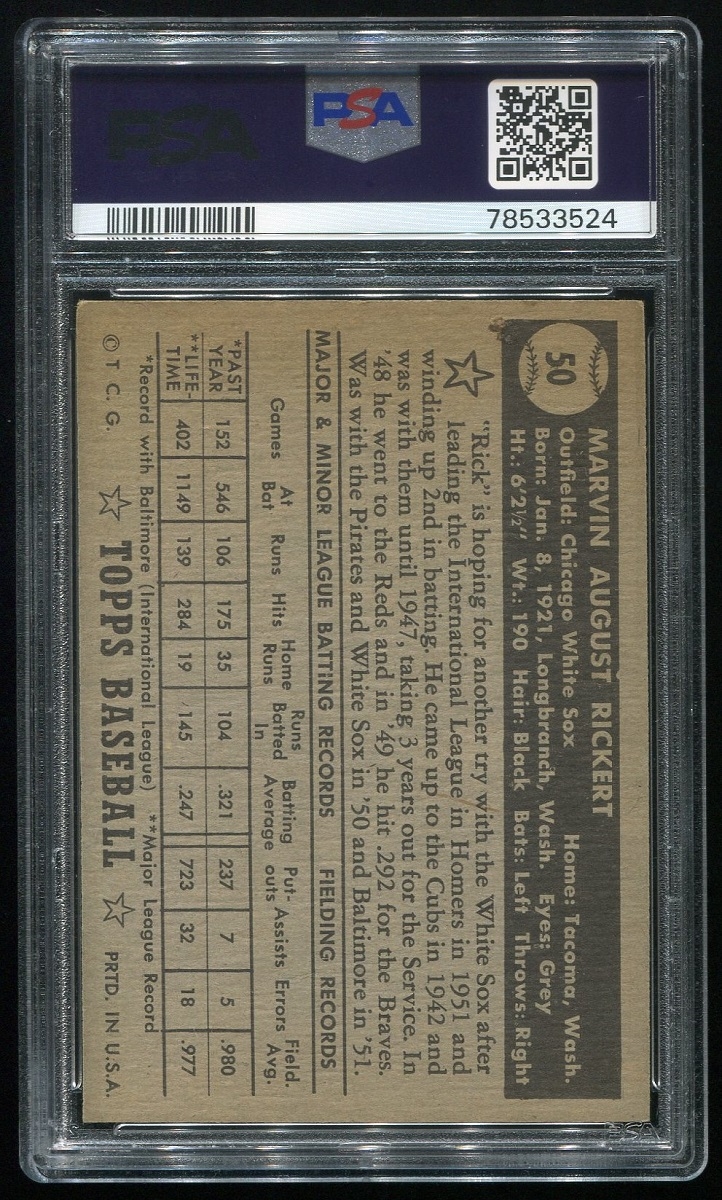 PSA
PSA
78533524
50
MARVIN AUGUST RICKERT
Outfield: Chicago White Sox Home: Tacoma, Wash.
Born: Jan. 8, 1921, Longbranch, Wash. Eyes: Grey
Ht.: 6'2½" Wt.: 190 Hair: Black Bats: Left Throws: Right
"Rick" is hoping for another try with the White Sox after
leading the International League in Homers in 1951 and
winding up 2nd in batting. He came up to the Cubs in 1942 and
was with them until 1947, taking 3 years out for the Service. In
'48 he went to the Reds and in '49 he hit .292 for the Braves.
Was with the Pirates and White Sox in '50 and Baltimore in '51.
MAJOR & MINOR LEAGUE BATTING RECORDS FIELDING RECORDS
Games At Bat Runs Hits Home Runs Runs Batted In Batting Average Put-outs Assists Errors Field. Avg.
*PAST YEAR 152 546 106 175 35 104 .321 237 7 5 .980
**LIFE-TIME 402 1149 139 284 19 145 .247 723 32 18 .977
*Record with Baltimore (International League) **Major League Record
© T. C. G. TOPPS BASEBALL PRTD. IN U.S.A.
PSA